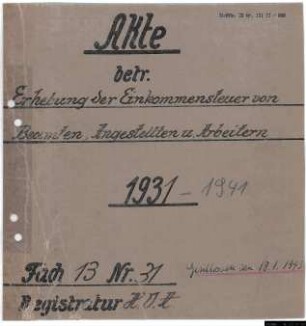 Akte
betr.
Erhebung der Einkommensteuer von
Beamten, Angestellten u. Arbeitern
1931 - 1941
Fach 13 Nr. 31
Registratur